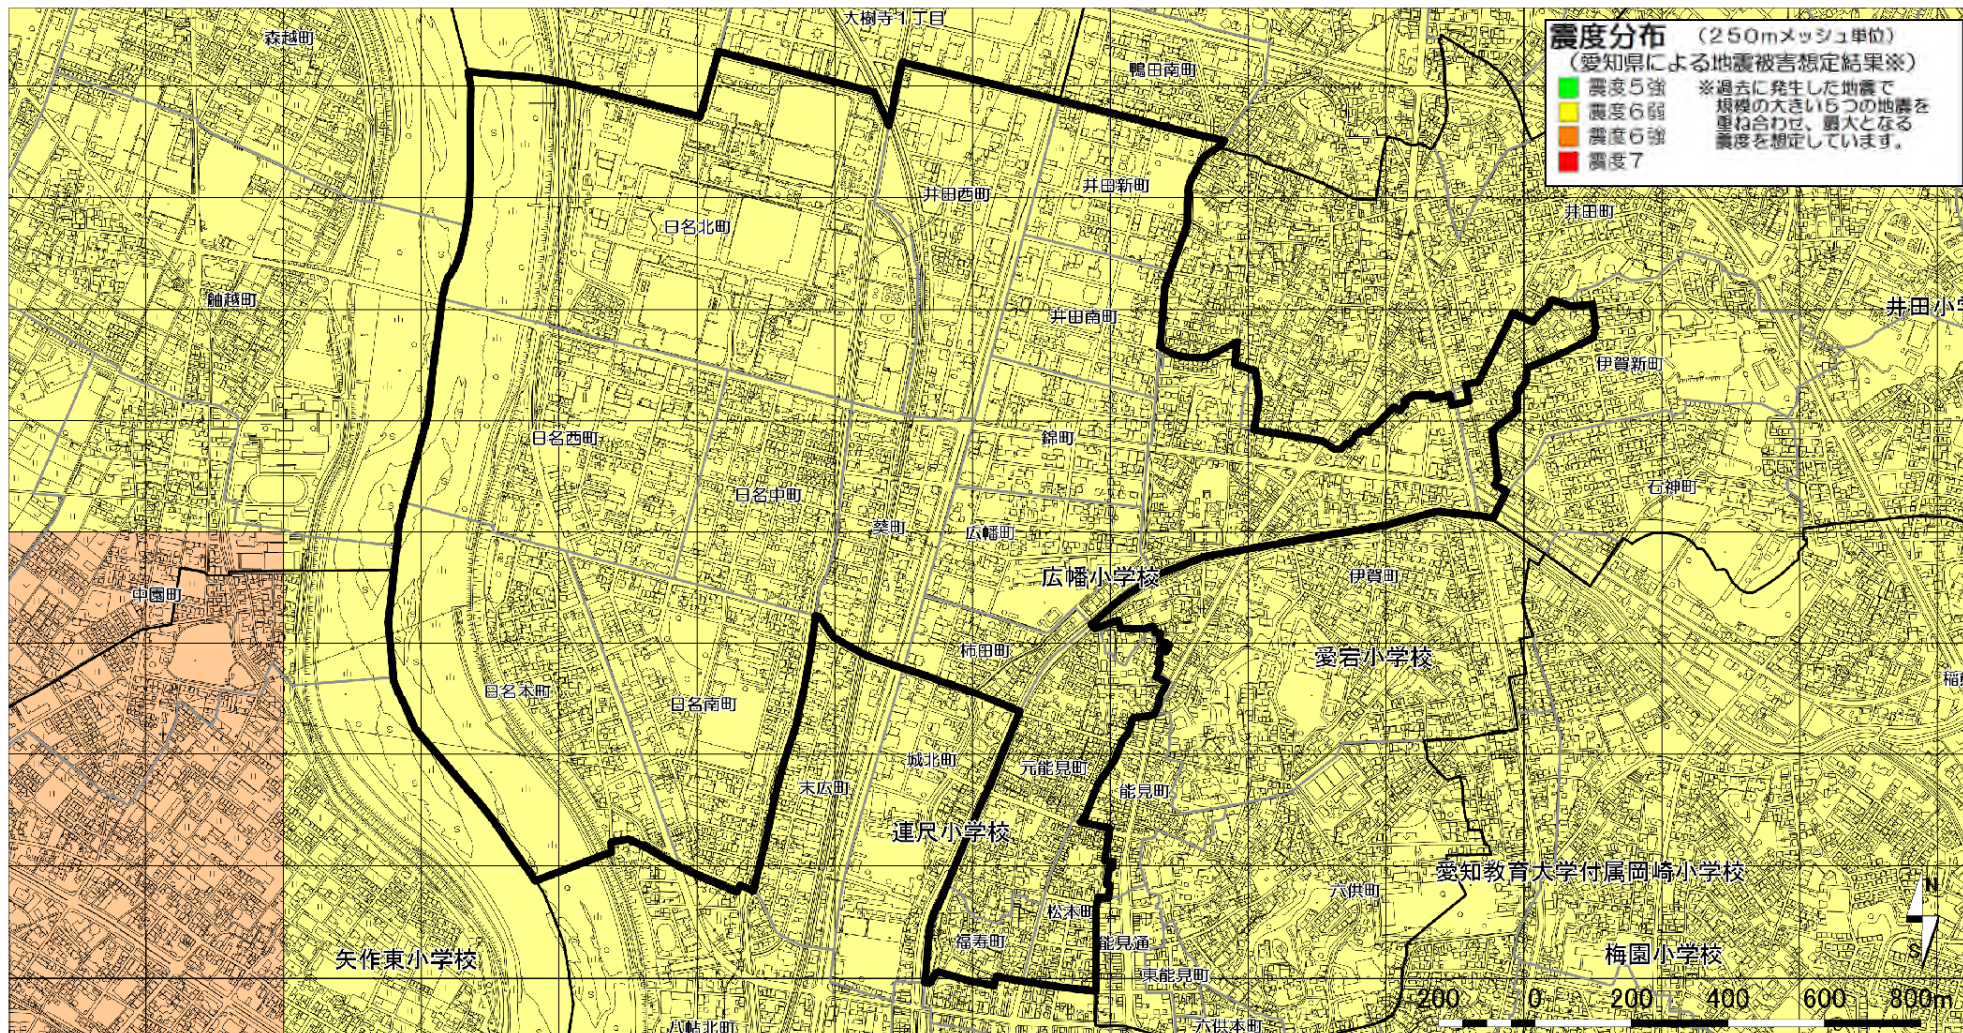 大樹寺1丁目
森越町
鴨田南町
震度分布 （250mメッシュ単位）
（愛知県による地震被害想定結果※）
震度5強
震度6弱
震度6強
震度7
※過去に発生した地震で
規模の大きい5つの地震を
重ね合わせ、最大となる
震度を想定しています。
井田西町
井田新町
井田町
日名北町
舳越町
井田南町
井田小学
伊賀新町
日名西町
錦町
日名中町
石神町
葵町
広幡町
広幡小学校
伊賀町
中園町
柿田町
愛宕小学校
日名本町
日名南町
稲
城北町
元能見町
末広町
能見町
連尺小学校
愛知教育大学付属岡崎小学校
六供町
松本町
福寿町
能見通
矢作東小学校
東能見町
梅園小学校
N
S
200 0 200 400 600 800m
八帖北町
六供本町